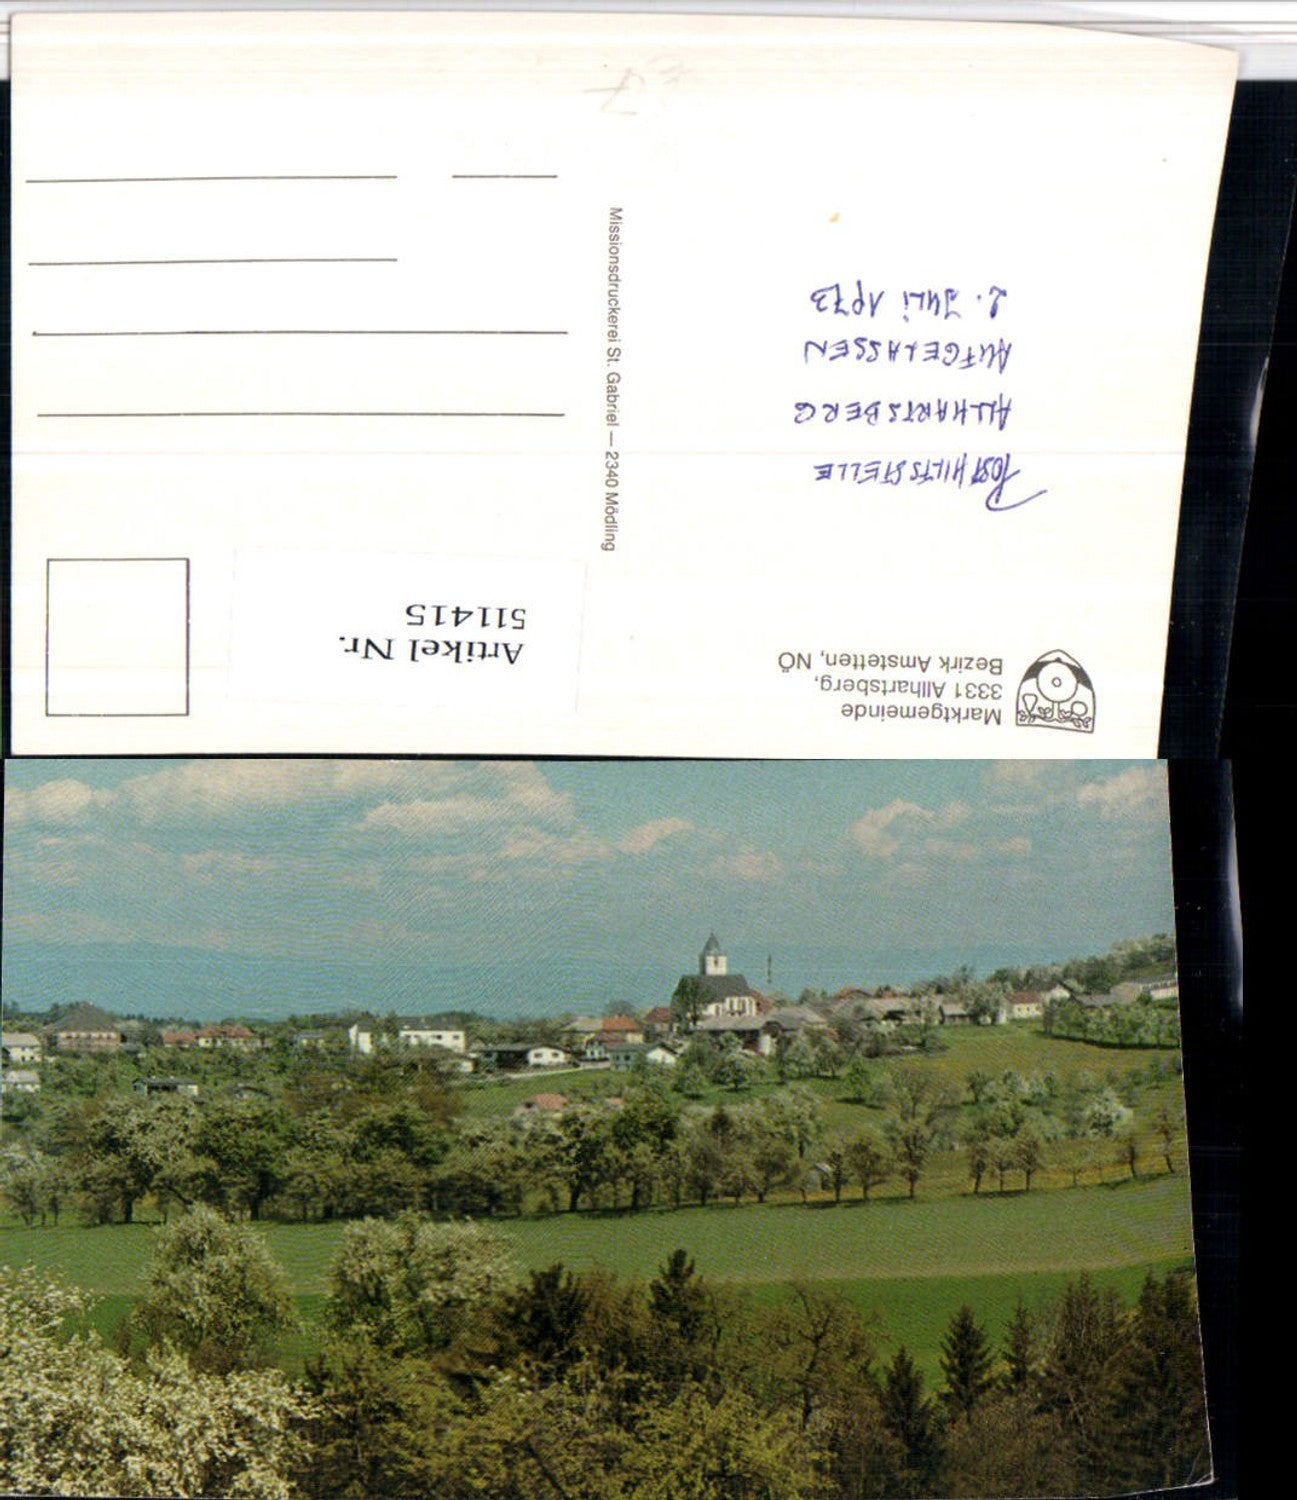 Marktgemeinde
3331 Allhartsberg,
Bezirk Amstetten, NÖ
Artikel Nr.
511415
POSTHILFSSTELLE
ALLHARTSBERG
AUFGELASSEN
2. JULI 1973
Missionsdruckerei St. Gabriel — 2340 Mödling